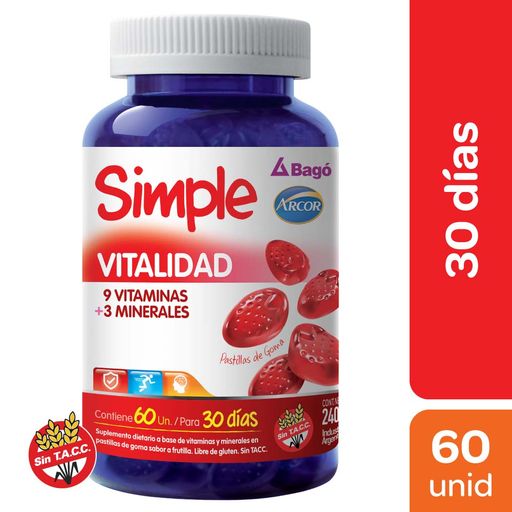 Bagó
Simple
ARCOR
VITALIDAD
9 VITAMINAS
+3 MINERALES
Pastillas de Goma
Contiene 60 Un. / Para 30 días
Suplemento dietario a base de vitaminas y minerales en
pastillas de goma sabor a frutilla. Libre de gluten. Sin TACC.
Sin T.A.C.C.
Sin T.A.C.C.
30 días
60
unid